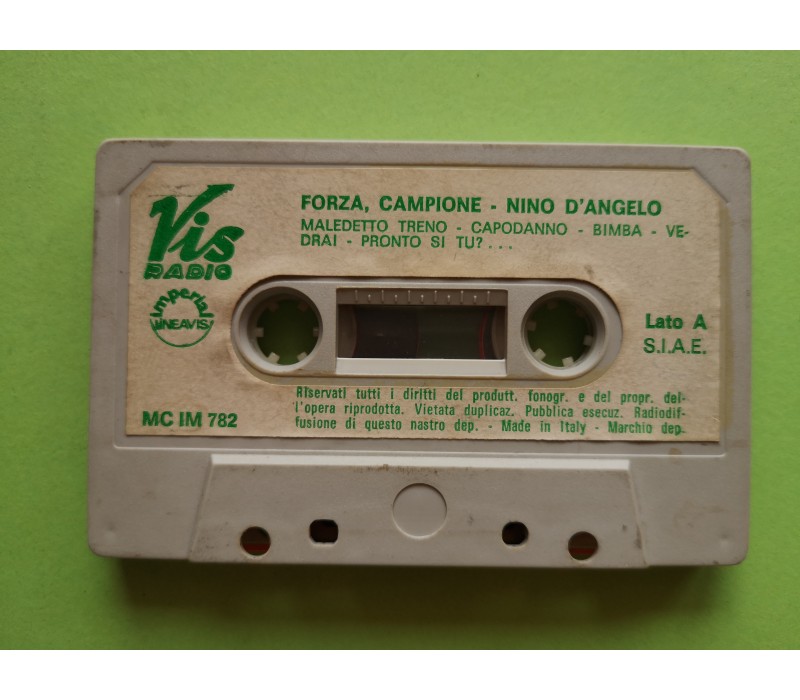 Vis
RADIO
Imperial
LINEAVIS
FORZA, CAMPIONE - NINO D'ANGELO
MALEDETTO TRENO - CAPODANNO - BIMBA - VE-
DRAI - PRONTO SI TU? . . .
Lato A
S.I.A.E.
MC IM 782
Riservati tutti i diritti del produtt. fonogr. e del propr. del-
l'opera riprodotta. Vietata duplicaz. Pubblica esecuz. Radiodif-
fusione di questo nastro dep. - Made in Italy - Marchio dep.